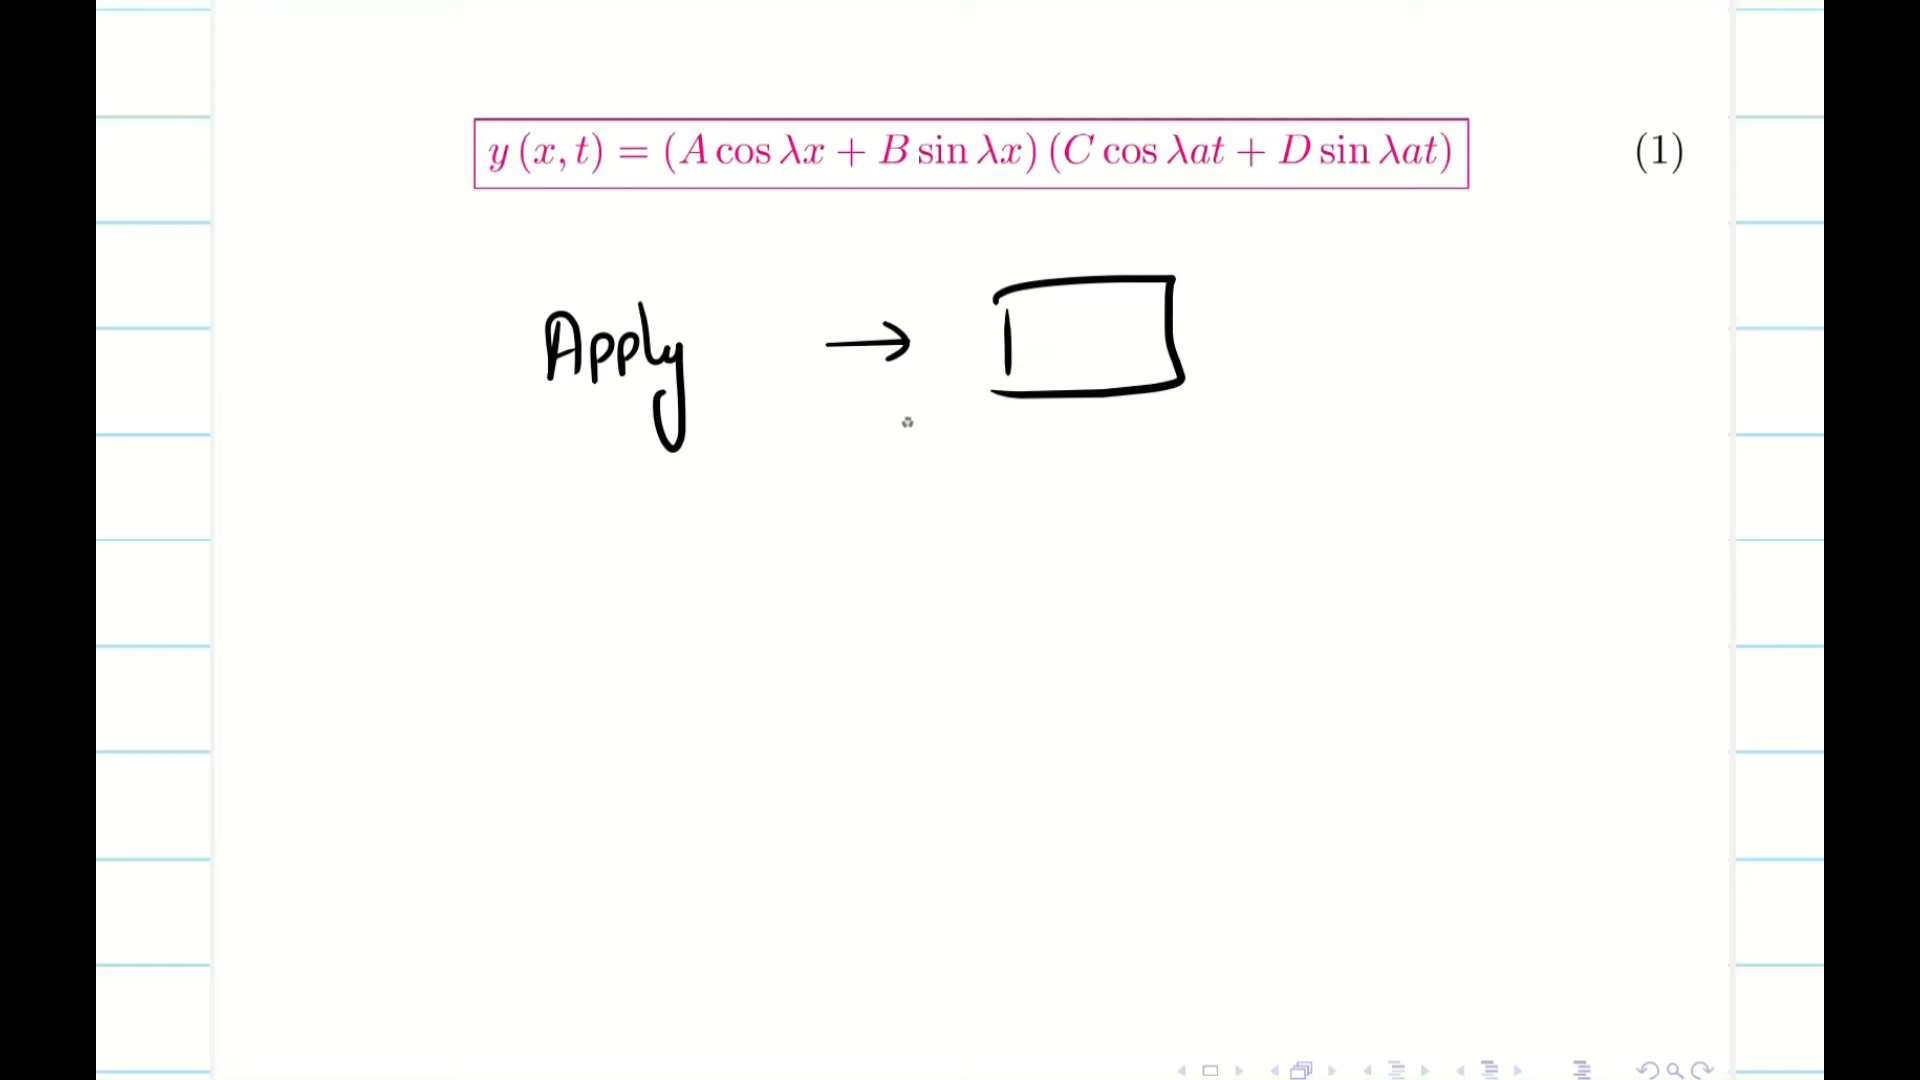 y (x, t) = (A cos λx + B sin λx) (C cos λat + D sin λat) (1)
Apply →